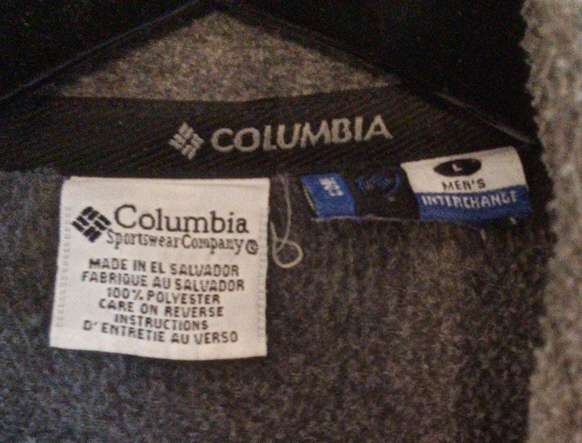 COLUMBIA
Columbia
Sportswear Company
MADE IN EL SALVADOR
FABRIQUE AU SALVADOR
100% POLYESTER
CARE ON REVERSE
INSTRUCTIONS
D'ENTRETIE AU VERSO
L
MEN'S
INTERCHANGE